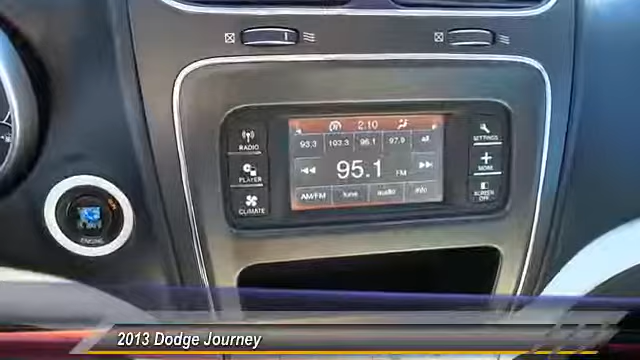 2:10
RADIO
SETTINGS
93.3 103.3 96.1 97.9 all
PLAYER
95.1 FM
MORE
CLIMATE
AM/FM tune audio info
SCREEN OFF
ENGINE
2013 Dodge Journey